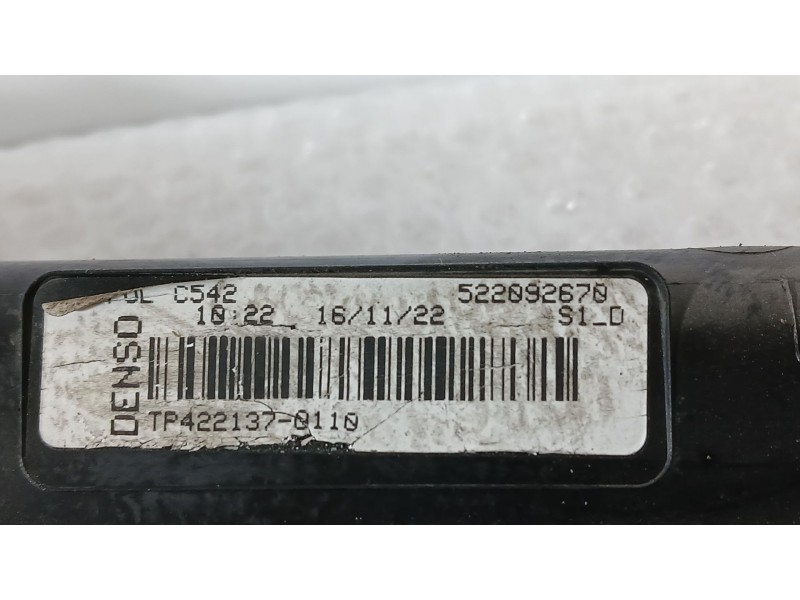 C542 522092670
10:22 16/11/22 S1_D
DENSO
TP422137-0110